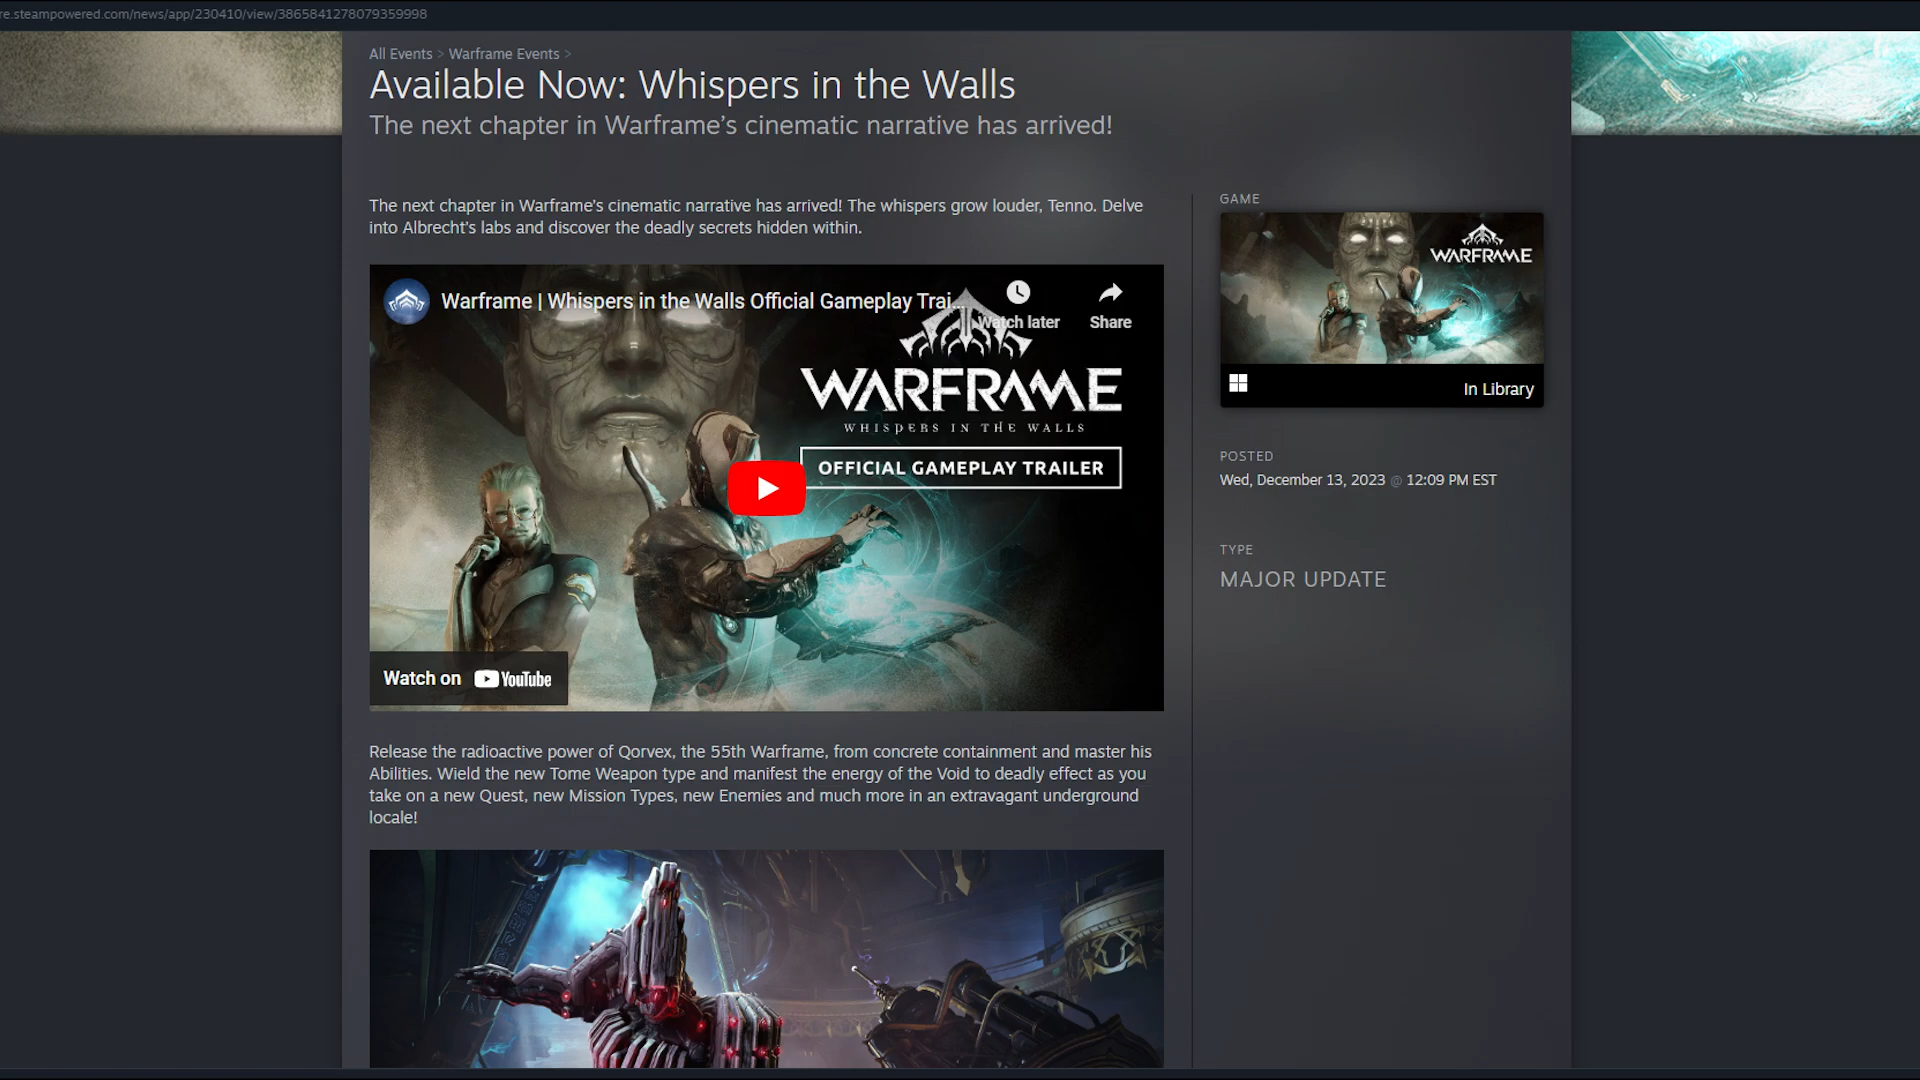 re.steampowered.com/news/app/230410/view/3865841278079359998
All Events > Warframe Events >
Available Now: Whispers in the Walls
The next chapter in Warframe’s cinematic narrative has arrived!
The next chapter in Warframe's cinematic narrative has arrived! The whispers grow louder, Tenno. Delve
into Albrecht's labs and discover the deadly secrets hidden within.
Warframe | Whispers in the Walls Official Gameplay Trai...
Watch later
Share
WARFRAME
WHISPERS IN THE WALLS
OFFICIAL GAMEPLAY TRAILER
Watch on YouTube
Release the radioactive power of Qorvex, the 55th Warframe, from concrete containment and master his
Abilities. Wield the new Tome Weapon type and manifest the energy of the Void to deadly effect as you
take on a new Quest, new Mission Types, new Enemies and much more in an extravagant underground
locale!
GAME
WARFRAME
In Library
POSTED
Wed, December 13, 2023 @ 12:09 PM EST
TYPE
MAJOR UPDATE